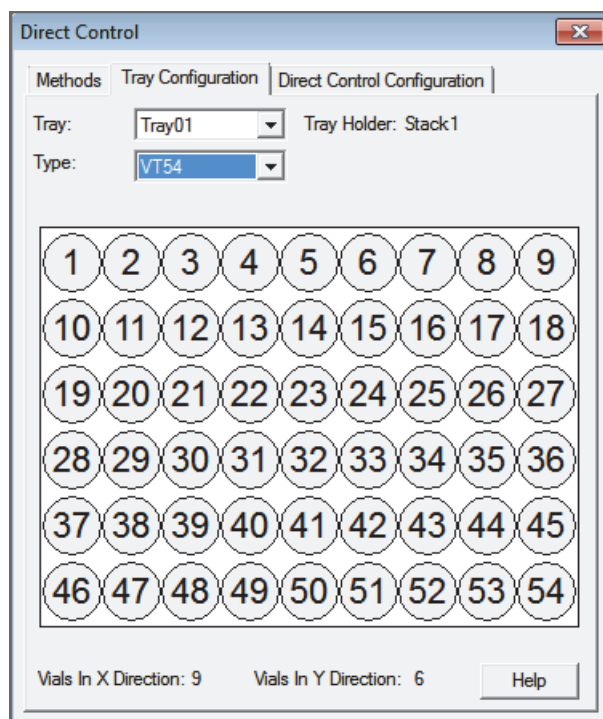 Direct Control
Methods Tray Configuration Direct Control Configuration
Tray: Tray01 Tray Holder: Stack1
Type: VT54
1 2 3 4 5 6 7 8 9
10 11 12 13 14 15 16 17 18
19 20 21 22 23 24 25 26 27
28 29 30 31 32 33 34 35 36
37 38 39 40 41 42 43 44 45
46 47 48 49 50 51 52 53 54
Vials In X Direction: 9 Vials In Y Direction: 6 Help